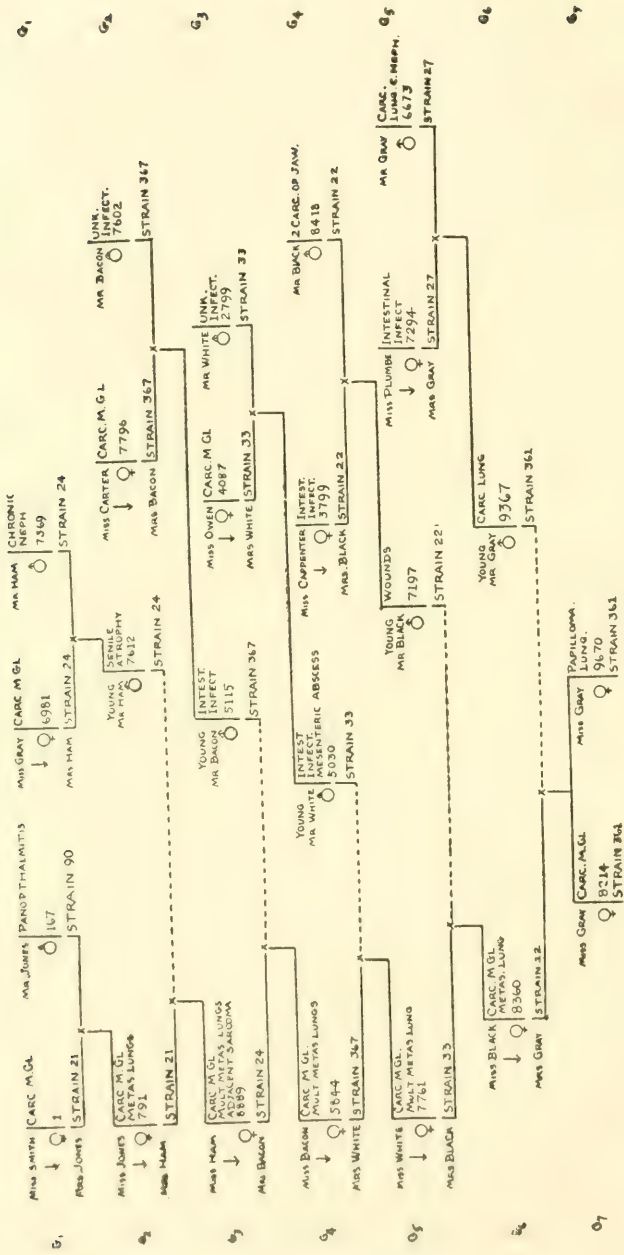 G1
MISS SMITH CARC M.GL
↓ ♀ 1
MRS JONES STRAIN 21
MR. JONES PANOPTHALMITIS
♂ 167
STRAIN 90
MISS GRAY CARC M GL
↓ ♀ 6981
MRS HAM STRAIN 24
MR HAM CHRONIC
NEPH
♂ 7369
STRAIN 24
G1
G2
MISS JONES CARC M GL
METAS LUNGS
↓ ♀ 791
MRS HAM STRAIN 21
YOUNG
MR HAM SENILE
ATROPHY
♂ 7612
STRAIN 24
MISS CARTER CARC. M. GL
↓ ♀ 7796
MRS BACON STRAIN 367
MR BACON UNK.
INFECT.
♂ 7602
STRAIN 367
G2
G3
MISS HAM CARC M GL
MULT METAS LUNGS
ADJACENT SARCOMA
↓ ♀ 8889
MRS BACON STRAIN 24
YOUNG
MR BACON INTEST.
INFECT
♂ 5115
STRAIN 367
MISS OWEN CARC M GL
↓ ♀ 4087
MRS WHITE STRAIN 33
MR WHITE UNK.
INFECT.
♂ 2799
STRAIN 33
G3
G4
MISS BACON CARC M GL.
MULT METAS LUNGS
↓ ♀ 5844
MRS WHITE STRAIN 367
YOUNG
MR WHITE INTEST
INFECT.
MESENTERIC ABSCESS
♂ 5030
STRAIN 33
MISS CARPENTER INTEST.
INFECT.
↓ ♀ 3799
MRS. BLACK STRAIN 22
MR BLACK 2 CARC. OF JAW.
♂ 8418
STRAIN 22
G4
G5
MISS WHITE CARC M GL.
MULT METAS LUNG
↓ ♀ 7761
MRS BLACK STRAIN 33
YOUNG
MR BLACK WOUNDS
♂ 7197
STRAIN 22
MISS PLUMBE INTESTINAL
INFECT
↓ ♀ 7294
MRS GRAY STRAIN 27
MR GRAY CARC.
LUNG. C. NEPH.
♂ 6673
STRAIN 27
G5
G6
MISS BLACK CARC M GL
METAS. LUNG
↓ ♀ 8360
MRS GRAY STRAIN 22
YOUNG
MR GRAY CARC LUNG
♂ 9367
STRAIN 361
G6
G7
MISS GRAY CARC. M.GL
♀ 8214
STRAIN 361
MISS GRAY PAPILLOMA.
LUNG.
♀ 9670
STRAIN 361
G7